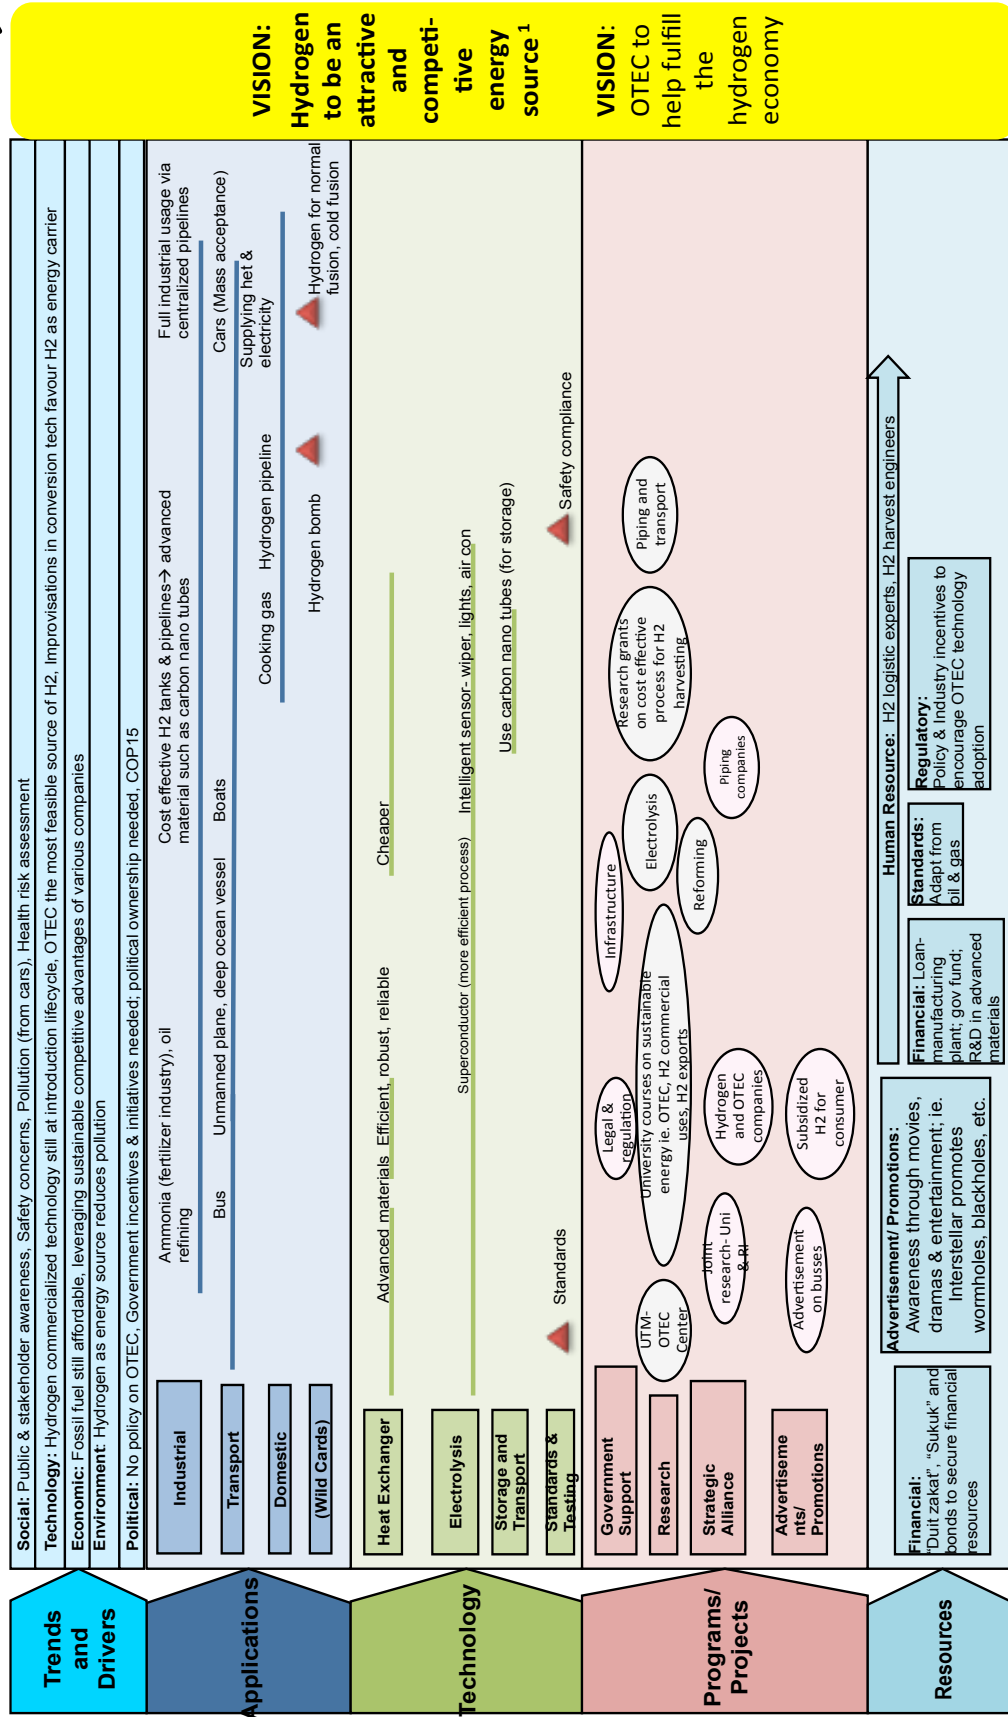 Trends
and
Drivers
Social: Public & stakeholder awareness, Safety concerns, Pollution (from cars), Health risk assessment
Technology: Hydrogen commercialized technology still at introduction lifecycle, OTEC the most feasible source of H2, Improvisations in conversion tech favour H2 as energy carrier
Economic: Fossil fuel still affordable, leveraging sustainable competitive advantages of various companies
Environment: Hydrogen as energy source reduces pollution
Political: No policy on OTEC, Government incentives & initiatives needed; political ownership needed, COP15
Applications
Industrial
Ammonia (fertilizer industry), oil
refining
Cost effective H2 tanks & pipelines→ advanced
material such as carbon nano tubes
Full industrial usage via
centralized pipelines
Transport
Bus
Unmanned plane, deep ocean vessel
Boats
Cars (Mass acceptance)
Domestic
Cooking gas
Hydrogen pipeline
Supplying het &
electricity
(Wild Cards)
Hydrogen bomb
Hydrogen for normal
fusion, cold fusion
Technology
Heat Exchanger
Advanced materials
Efficient, robust, reliable
Cheaper
Electrolysis
Superconductor (more efficient process)
Intelligent sensor- wiper, lights, air con
Storage and
Transport
Use carbon nano tubes (for storage)
Standards &
Testing
Standards
Safety compliance
Programs/
Projects
Government
Support
Legal &
regulation
Infrastructure
Research
UTM-
OTEC
Center
University courses on sustainable
energy ie. OTEC, H2 commercial
uses, H2 exports
Electrolysis
Reforming
Research grants
on cost effective
process for H2
harvesting
Piping and
transport
Strategic
Alliance
Joint
research- Uni
& RI
Hydrogen
and OTEC
companies
Piping
companies
Advertiseme
nts/
Promotions
Advertisement
on busses
Subsidized
H2 for
consumer
Resources
Human Resource: H2 logistic experts, H2 harvest engineers
Financial:
"Duit zakat", "Sukuk" and
bonds to secure financial
resources
Advertisement/ Promotions:
Awareness through movies,
dramas & entertainment; ie.
Interstellar promotes
wormholes, blackholes, etc.
Financial: Loan-
manufacturing
plant; gov fund;
R&D in advanced
materials
Standards:
Adapt from
oil & gas
Regulatory:
Policy & Industry incentives to
encourage OTEC technology
adoption
VISION:
Hydrogen
to be an
attractive
and
competi-
tive
energy
source 1
VISION:
OTEC to
help fulfill
the
hydrogen
economy